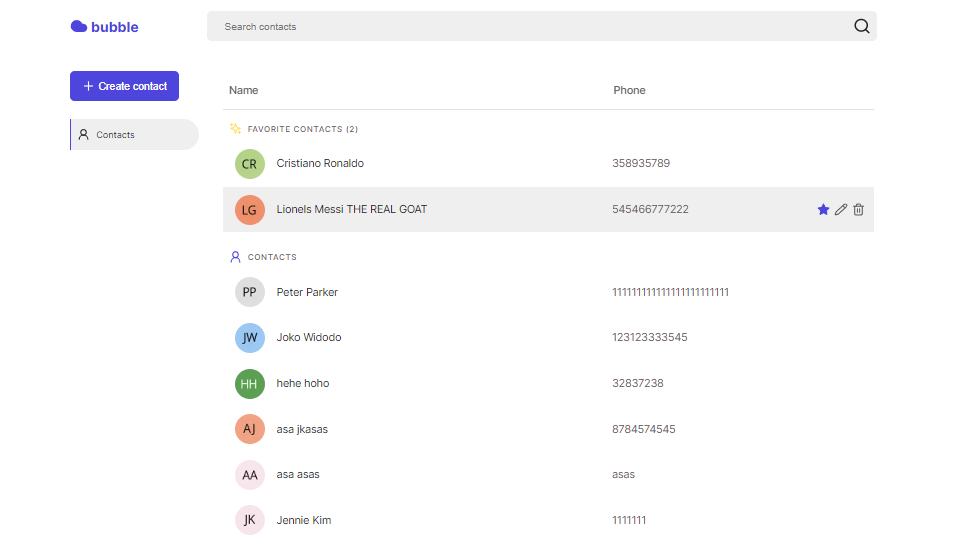 bubble
Search contacts
Create contact
Contacts
Name Phone
FAVORITE CONTACTS (2)
CR Cristiano Ronaldo 358935789
LG Lionels Messi THE REAL GOAT 545466777222
CONTACTS
PP Peter Parker 111111111111111111111111
JW Joko Widodo 123123333545
HH hehe hoho 32837238
AJ asa jkasas 8784574545
AA asa asas asas
JK Jennie Kim 1111111